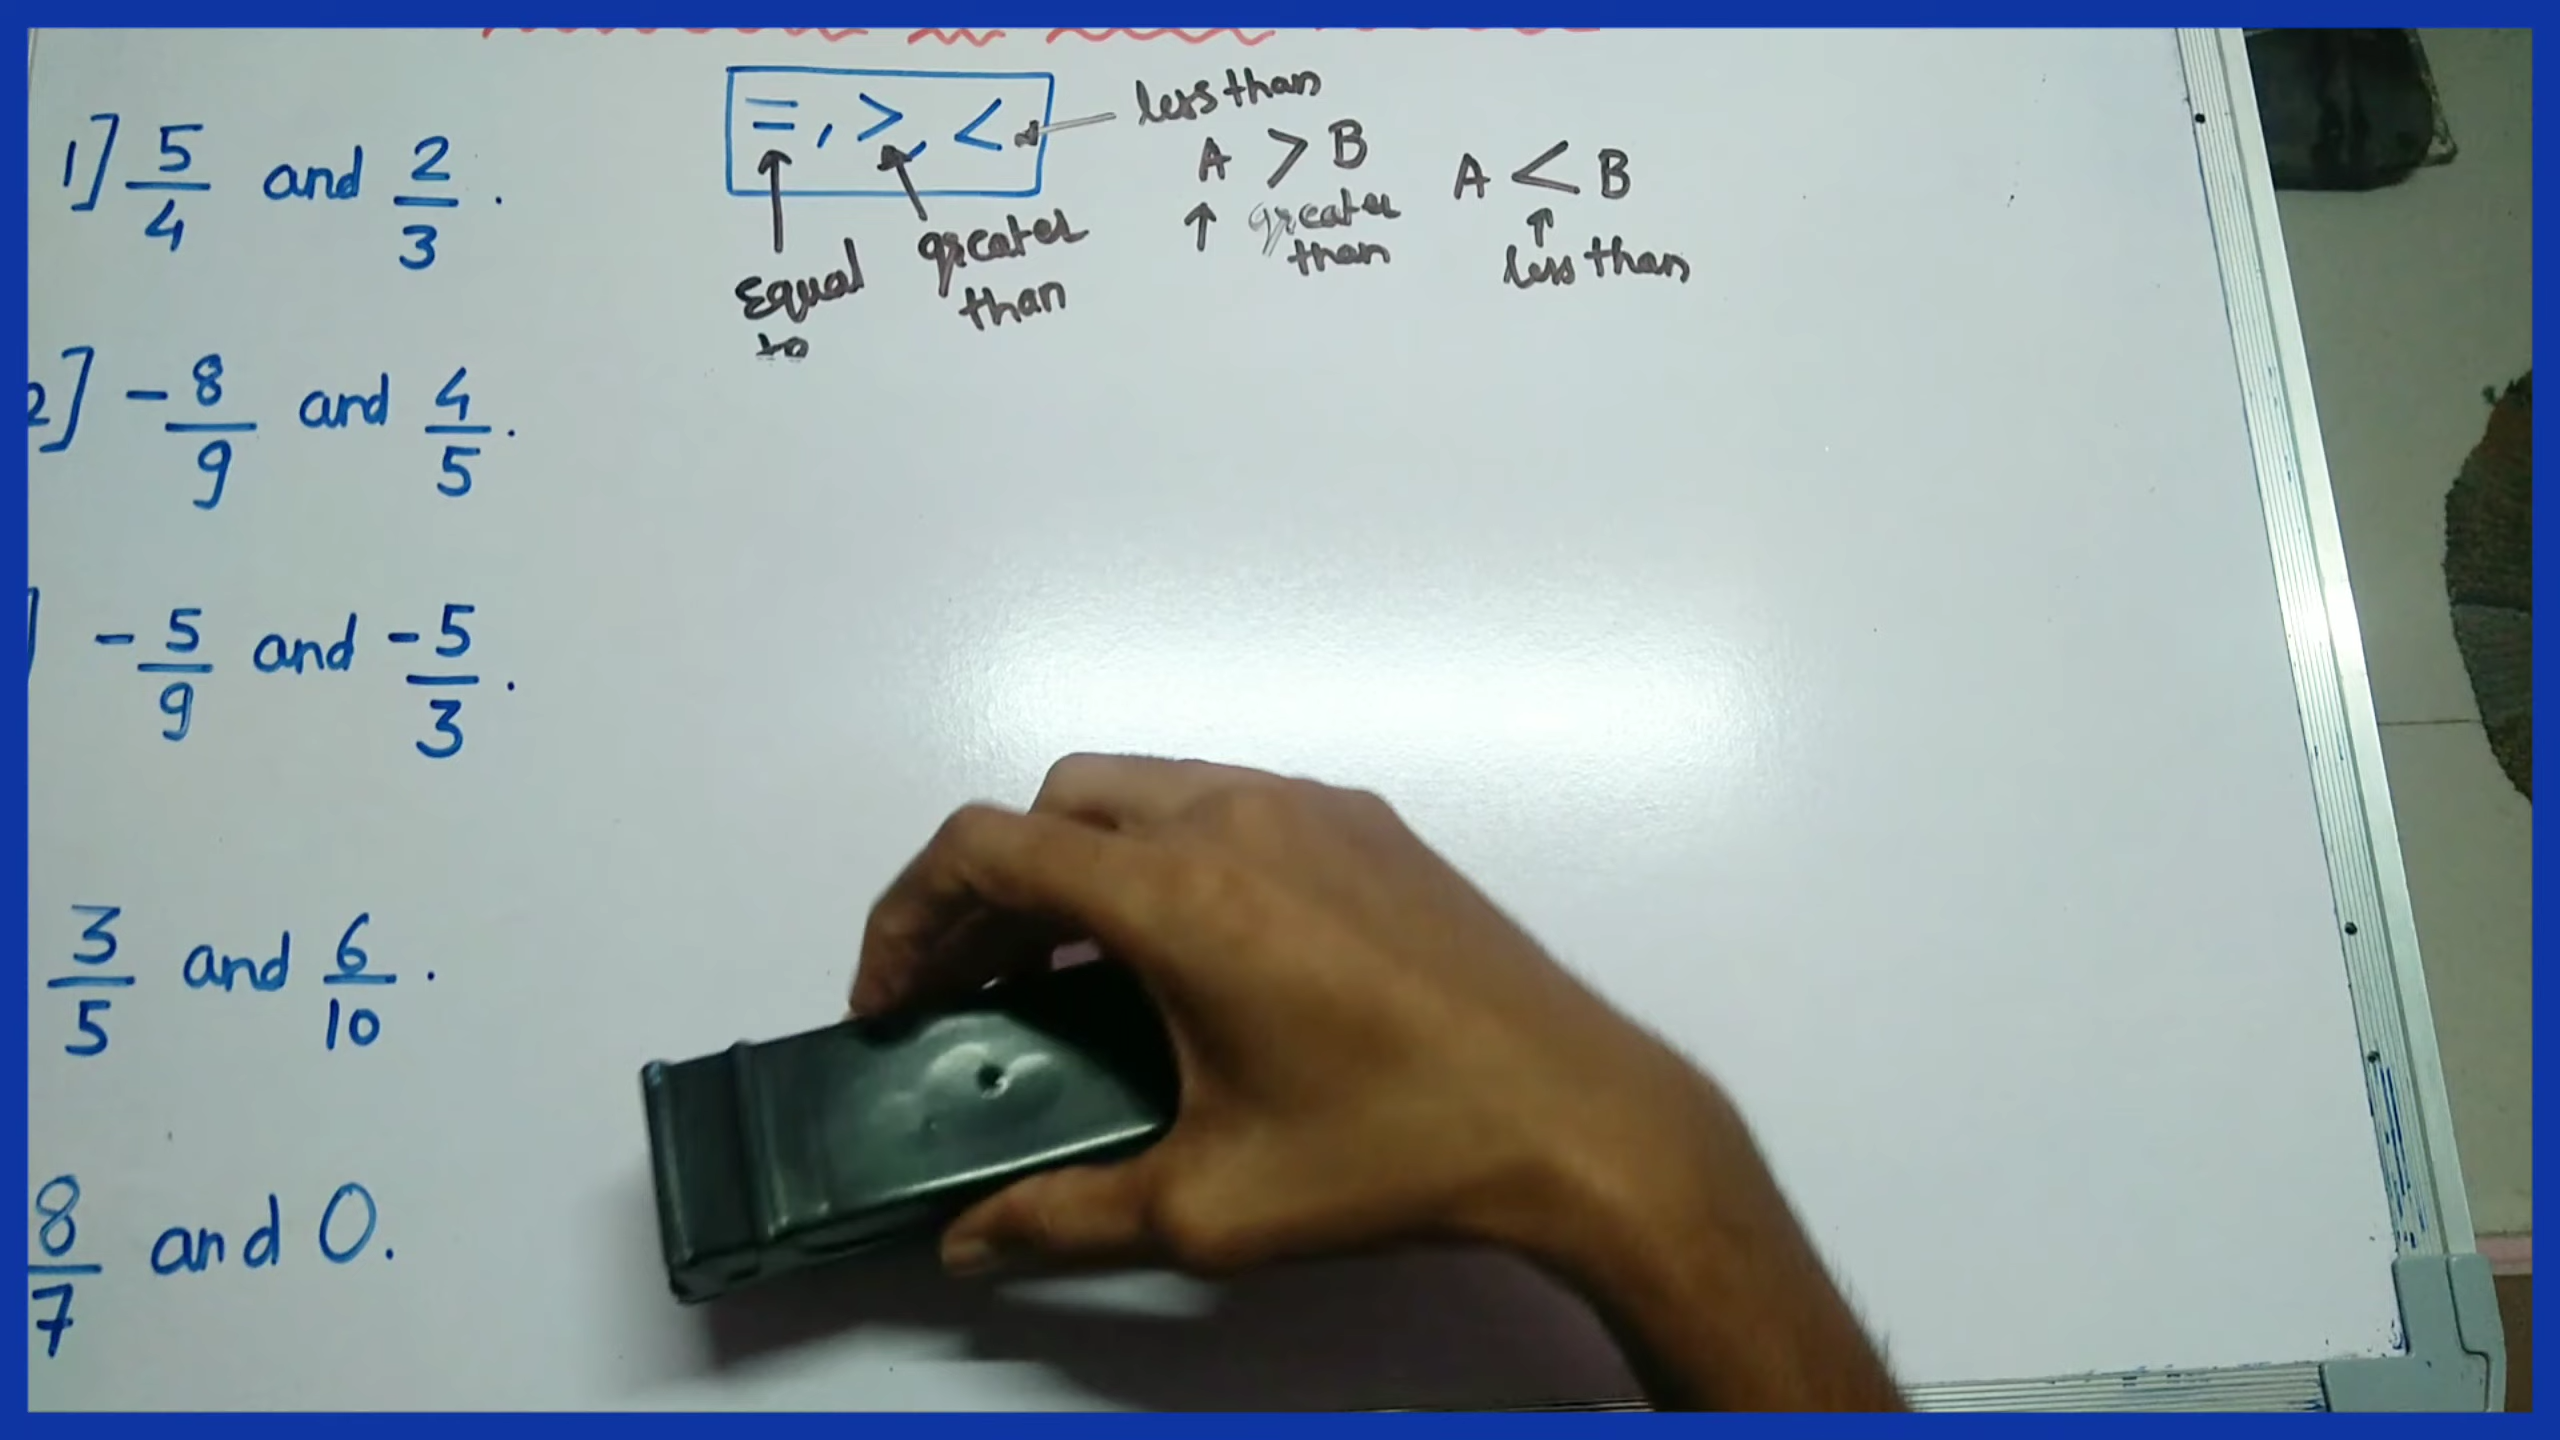 1] 5/4 and 2/3 .
2] - 8/9 and 4/5 .
] - 5/9 and -5/3 .
3/5 and 6/10 .
8/7 and 0.
= , > , <
less than
Equal to
greater than
A > B
greater than
A < B
less than